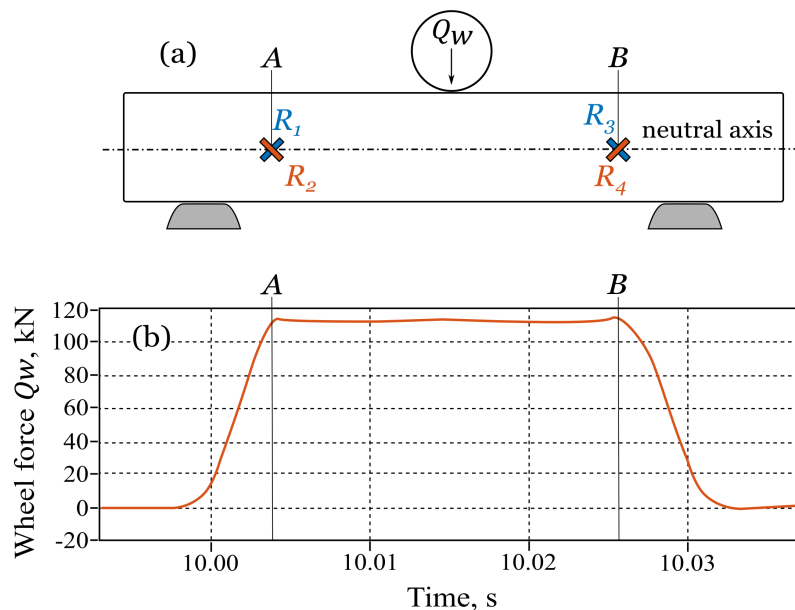 (a)
Qw
A
B
R1
R3
neutral axis
R2
R4
A
B
(b)
Wheel force Qw, kN
120
100
80
60
40
20
0
-20
10.00
10.01
10.02
10.03
Time, s